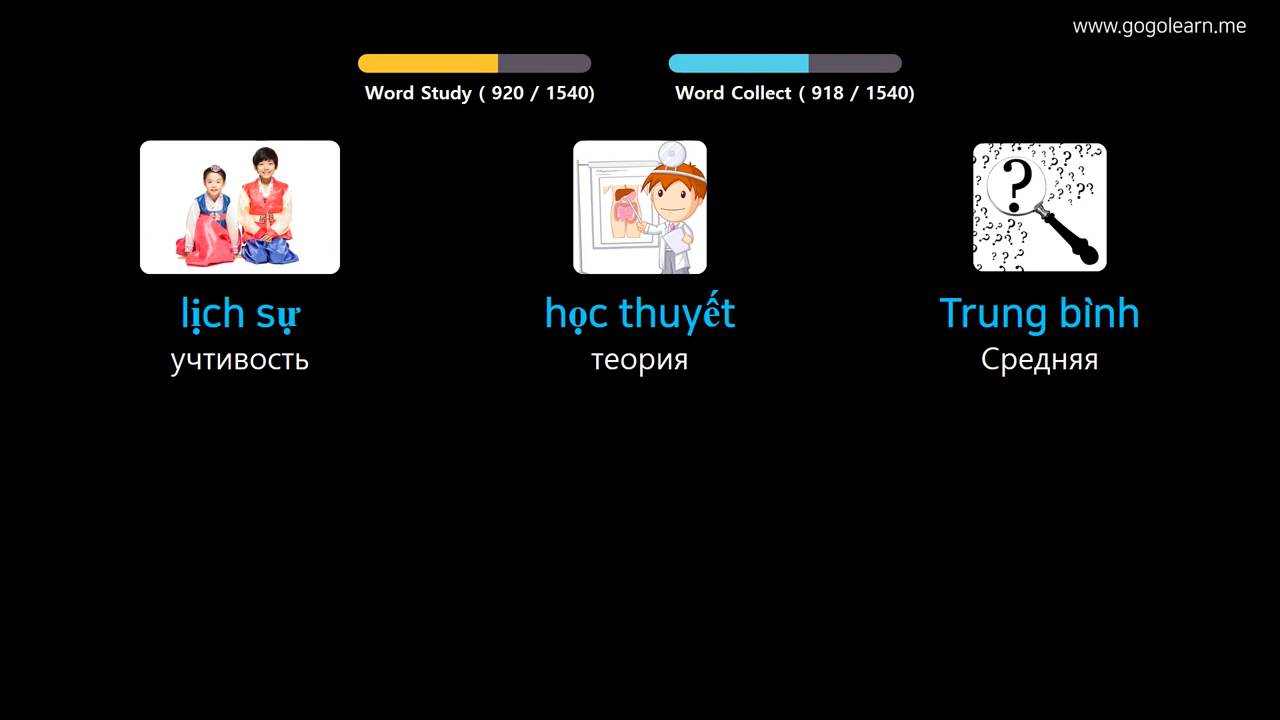 www.gogolearn.me
Word Study ( 920 / 1540)
Word Collect ( 918 / 1540)
lịch sự
học thuyết
Trung bình
учтивость
теория
Средняя